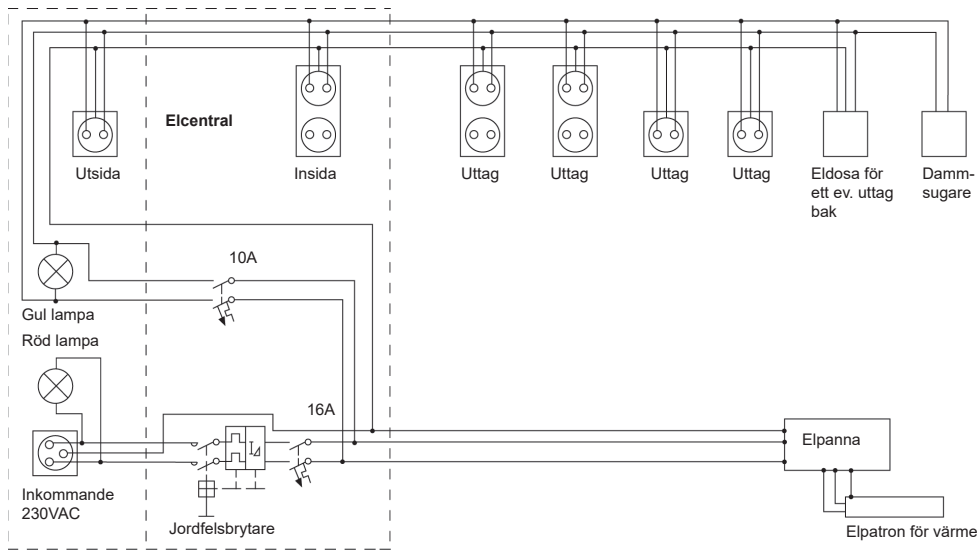 Elcentral
Utsida
Insida
Uttag
Uttag
Uttag
Uttag
Eldosa för
ett ev. uttag
bak
Damm-
sugare
10A
Gul lampa
Röd lampa
16A
I⊿
Elpanna
Inkommande
230VAC
Jordfelsbrytare
Elpatron för värme